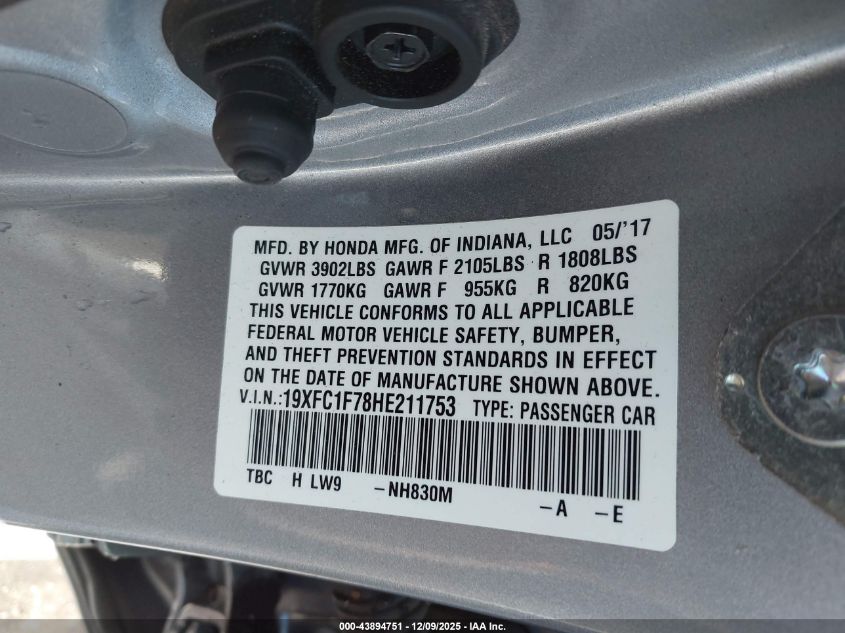 MFD. BY HONDA MFG. OF INDIANA, LLC 05/'17
GVWR 3902LBS GAWR F 2105LBS R 1808LBS
GVWR 1770KG GAWR F 955KG R 820KG
THIS VEHICLE CONFORMS TO ALL APPLICABLE
FEDERAL MOTOR VEHICLE SAFETY, BUMPER,
AND THEFT PREVENTION STANDARDS IN EFFECT
ON THE DATE OF MANUFACTURE SHOWN ABOVE.
V.I.N.:19XFC1F78HE211753 TYPE: PASSENGER CAR
TBC H LW9 -NH830M -A -E
000-43894751 - 12/09/2025 - IAA Inc.